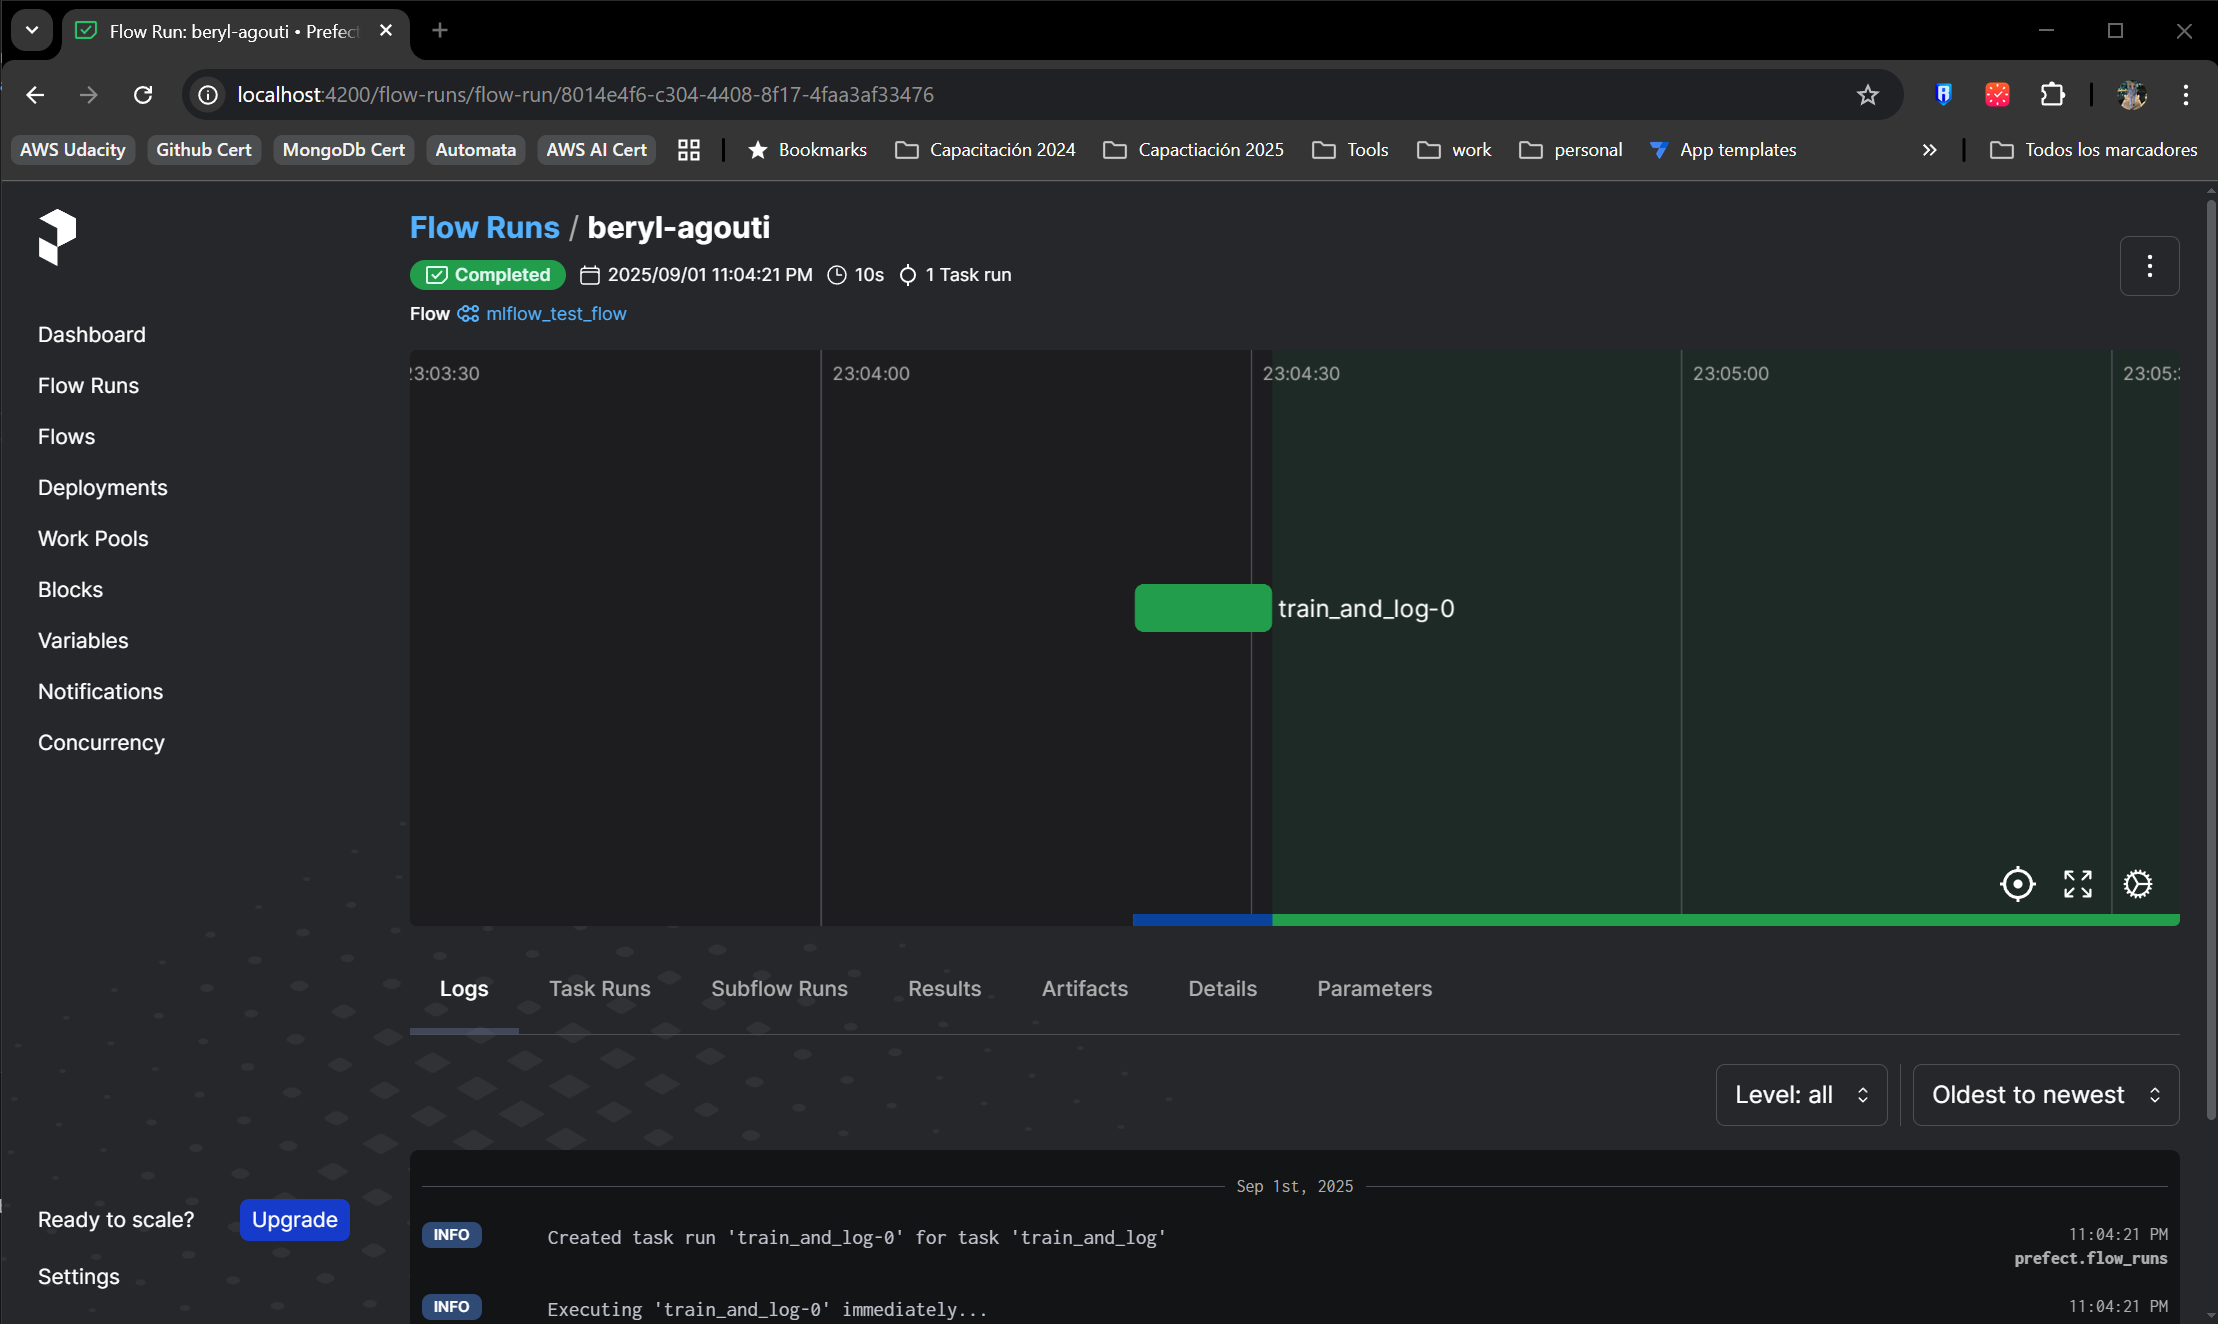 Flow Run: beryl-agouti • Prefec
localhost:4200/flow-runs/flow-run/8014e4f6-c304-4408-8f17-4faa3af33476
AWS Udacity Github Cert MongoDb Cert Automata AWS AI Cert Bookmarks Capacitación 2024 Capactiación 2025 Tools work personal App templates Todos los marcadores
Flow Runs / beryl-agouti
Completed 2025/09/01 11:04:21 PM 10s 1 Task run
Flow mlflow_test_flow
Dashboard
Flow Runs
Flows
Deployments
Work Pools
Blocks
Variables
Notifications
Concurrency
Ready to scale? Upgrade
Settings
23:03:30 23:04:00 23:04:30 23:05:00 23:05:
train_and_log-0
Logs Task Runs Subflow Runs Results Artifacts Details Parameters
Level: all Oldest to newest
Sep 1st, 2025
INFO Created task run 'train_and_log-0' for task 'train_and_log' 11:04:21 PM
prefect.flow_runs
INFO Executing 'train_and_log-0' immediately... 11:04:21 PM